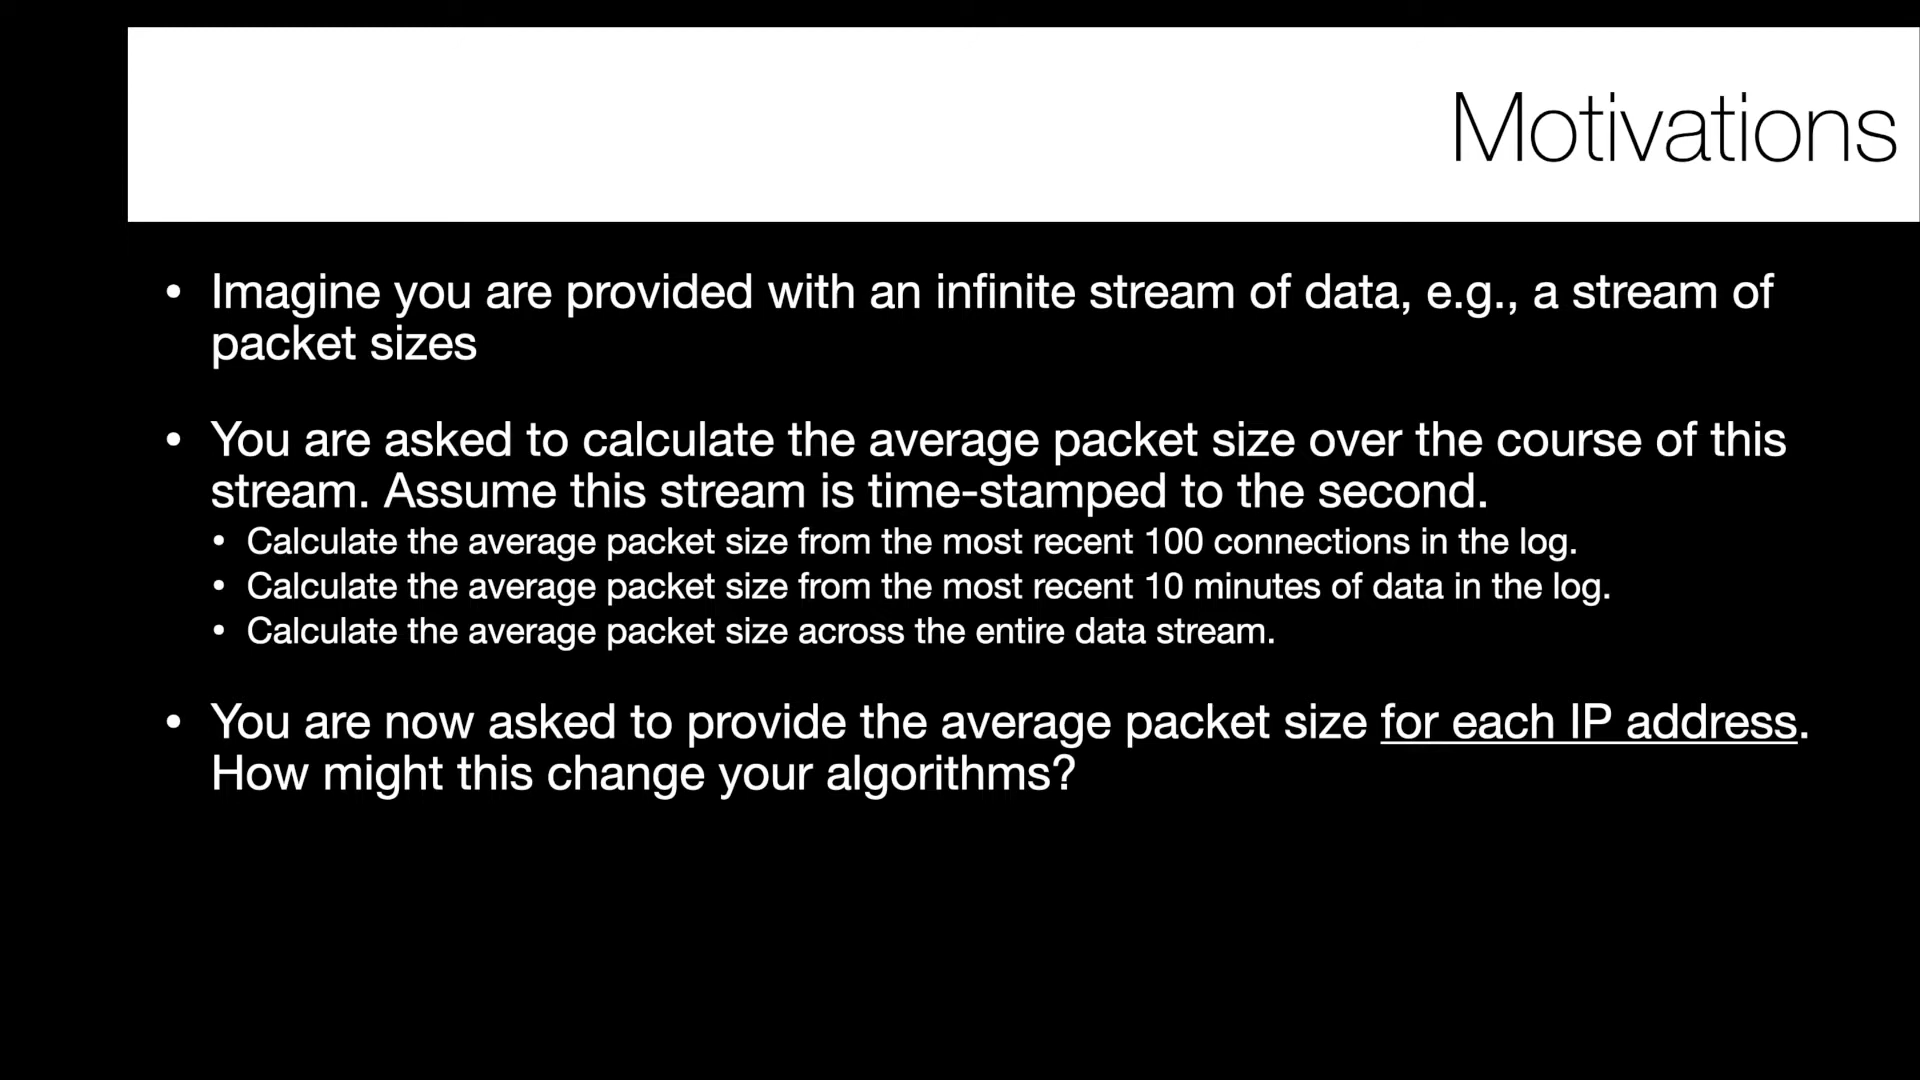 Motivations
• Imagine you are provided with an infinite stream of data, e.g., a stream of
packet sizes
• You are asked to calculate the average packet size over the course of this
stream. Assume this stream is time-stamped to the second.
• Calculate the average packet size from the most recent 100 connections in the log.
• Calculate the average packet size from the most recent 10 minutes of data in the log.
• Calculate the average packet size across the entire data stream.
• You are now asked to provide the average packet size for each IP address.
How might this change your algorithms?